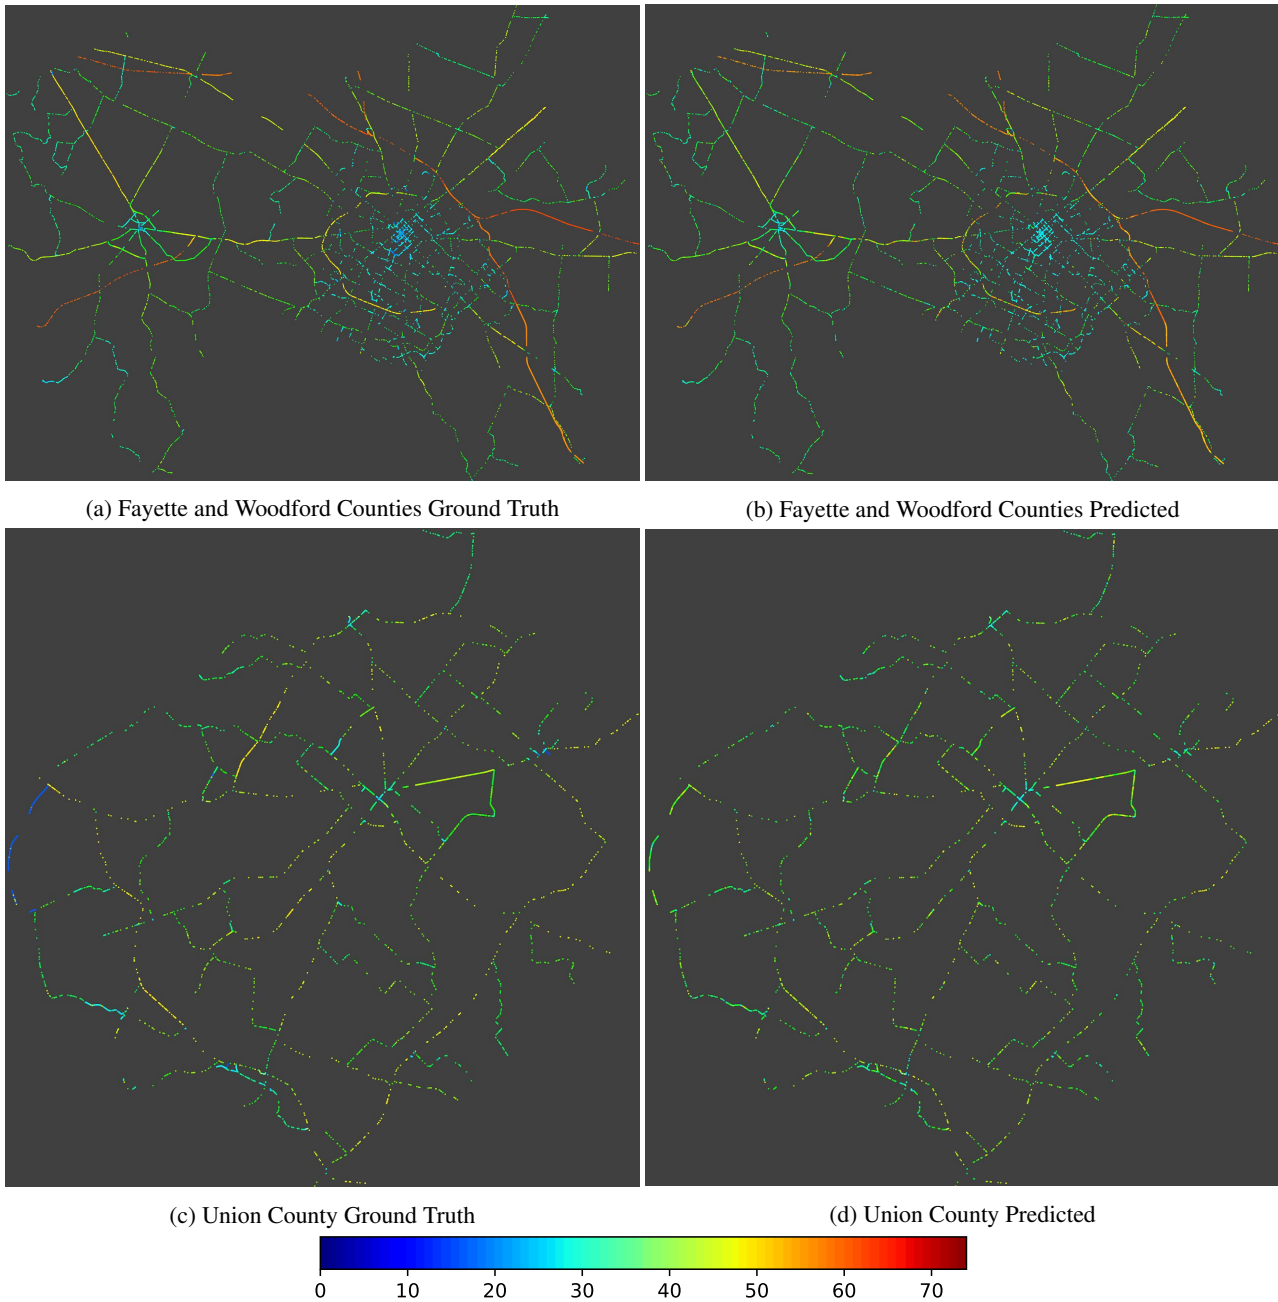 (a) Fayette and Woodford Counties Ground Truth
(b) Fayette and Woodford Counties Predicted
(c) Union County Ground Truth
(d) Union County Predicted
0 10 20 30 40 50 60 70